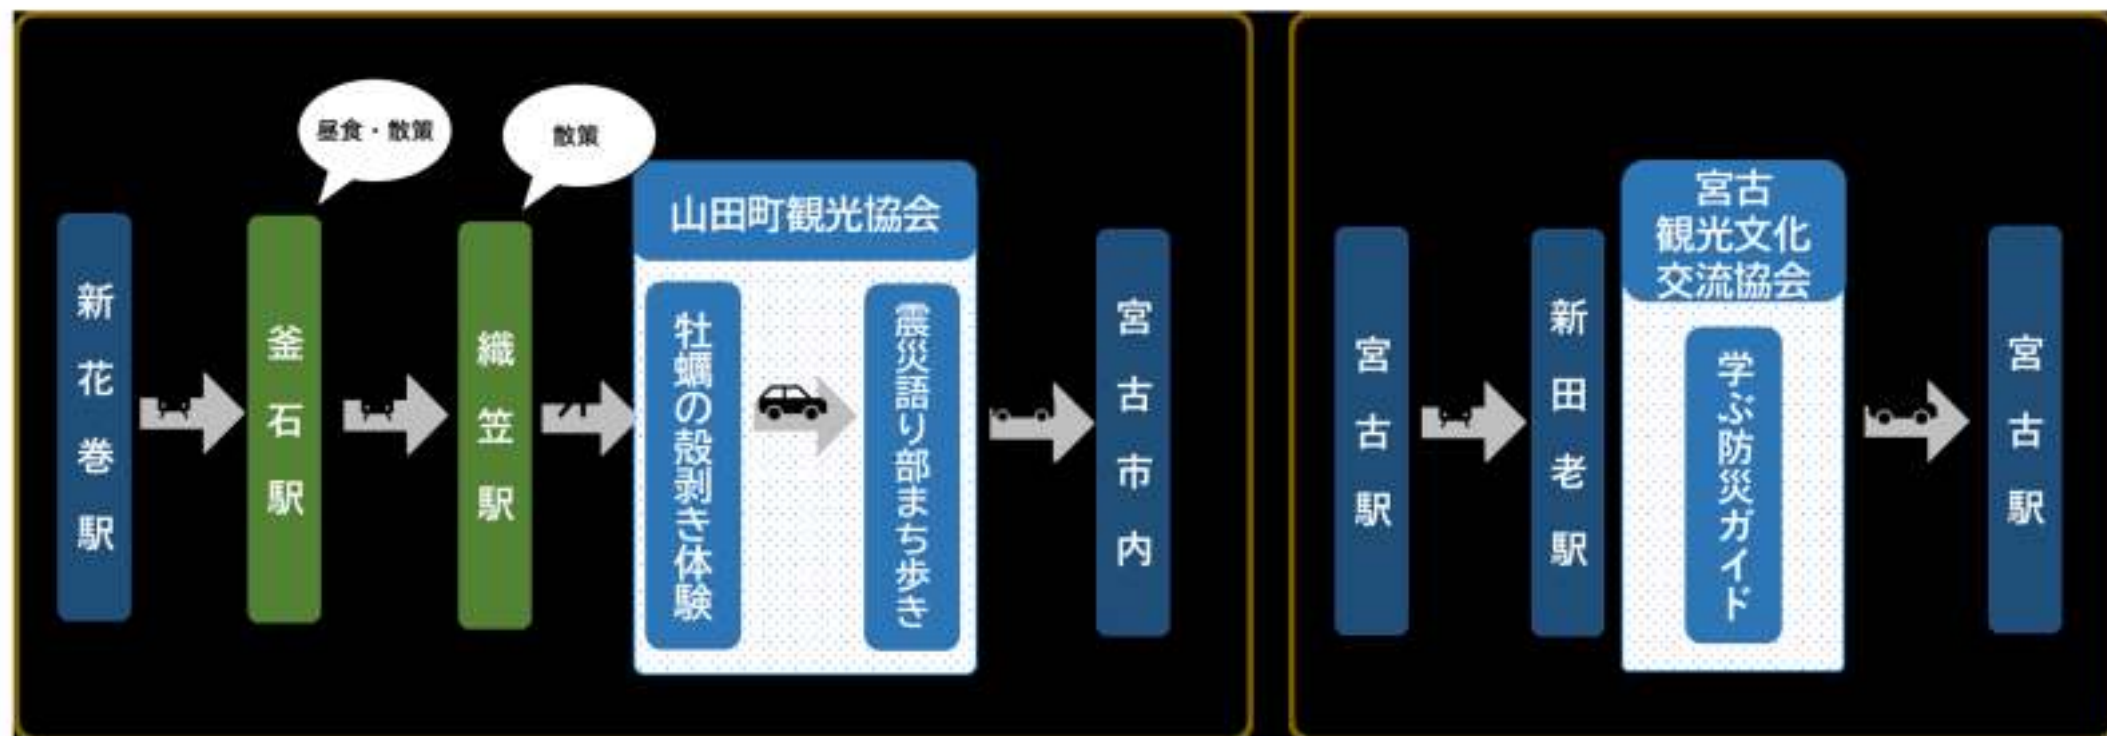 昼食・散策
散策
新花巻駅
釜石駅
織笠駅
山田町観光協会
牡蠣の殻剥き体験
震災語り部まち歩き
宮古市内
宮古駅
新田老駅
宮古
観光文化
交流協会
学ぶ防災ガイド
宮古駅